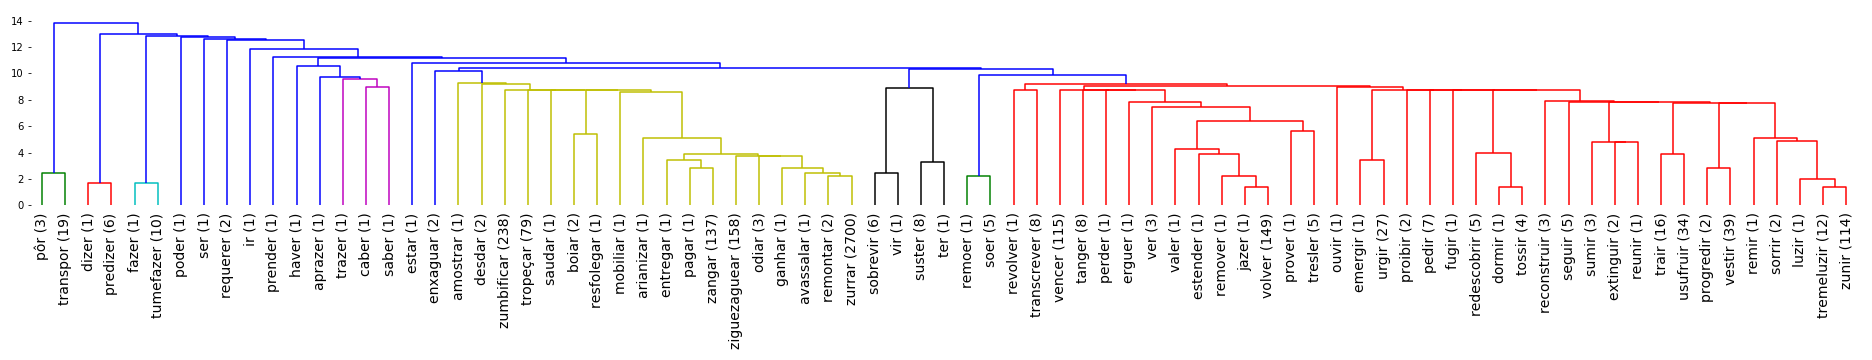 14
12
10
8
6
4
2
0
pôr (3)
transpor (19)
dizer (1)
predizer (6)
fazer (1)
tumefazer (10)
poder (1)
ser (1)
requerer (2)
ir (1)
prender (1)
haver (1)
aprazer (1)
trazer (1)
caber (1)
saber (1)
estar (1)
enxaguar (2)
amostrar (1)
desdar (2)
zumbificar (238)
tropeçar (79)
saudar (1)
boiar (2)
resfolegar (1)
mobiliar (1)
arianizar (1)
entregar (1)
pagar (1)
zangar (137)
ziguezaguear (158)
odiar (3)
ganhar (1)
avassalar (1)
remontar (2)
zurrar (2700)
sobrevir (6)
vir (1)
suster (8)
ter (1)
remoer (1)
soer (5)
revolver (1)
transcrever (8)
vencer (115)
tanger (8)
perder (1)
erguer (1)
ver (3)
valer (1)
estender (1)
remover (1)
jazer (1)
volver (149)
prover (1)
tresler (5)
ouvir (1)
emergir (1)
urgir (27)
proibir (2)
pedir (7)
fugir (1)
redescobrir (5)
dormir (1)
tossir (4)
reconstruir (3)
seguir (5)
sumir (3)
extinguir (2)
reunir (1)
trair (16)
usufruir (34)
progredir (2)
vestir (39)
remir (1)
sorrir (2)
luzir (1)
tremeluzir (12)
zunir (114)